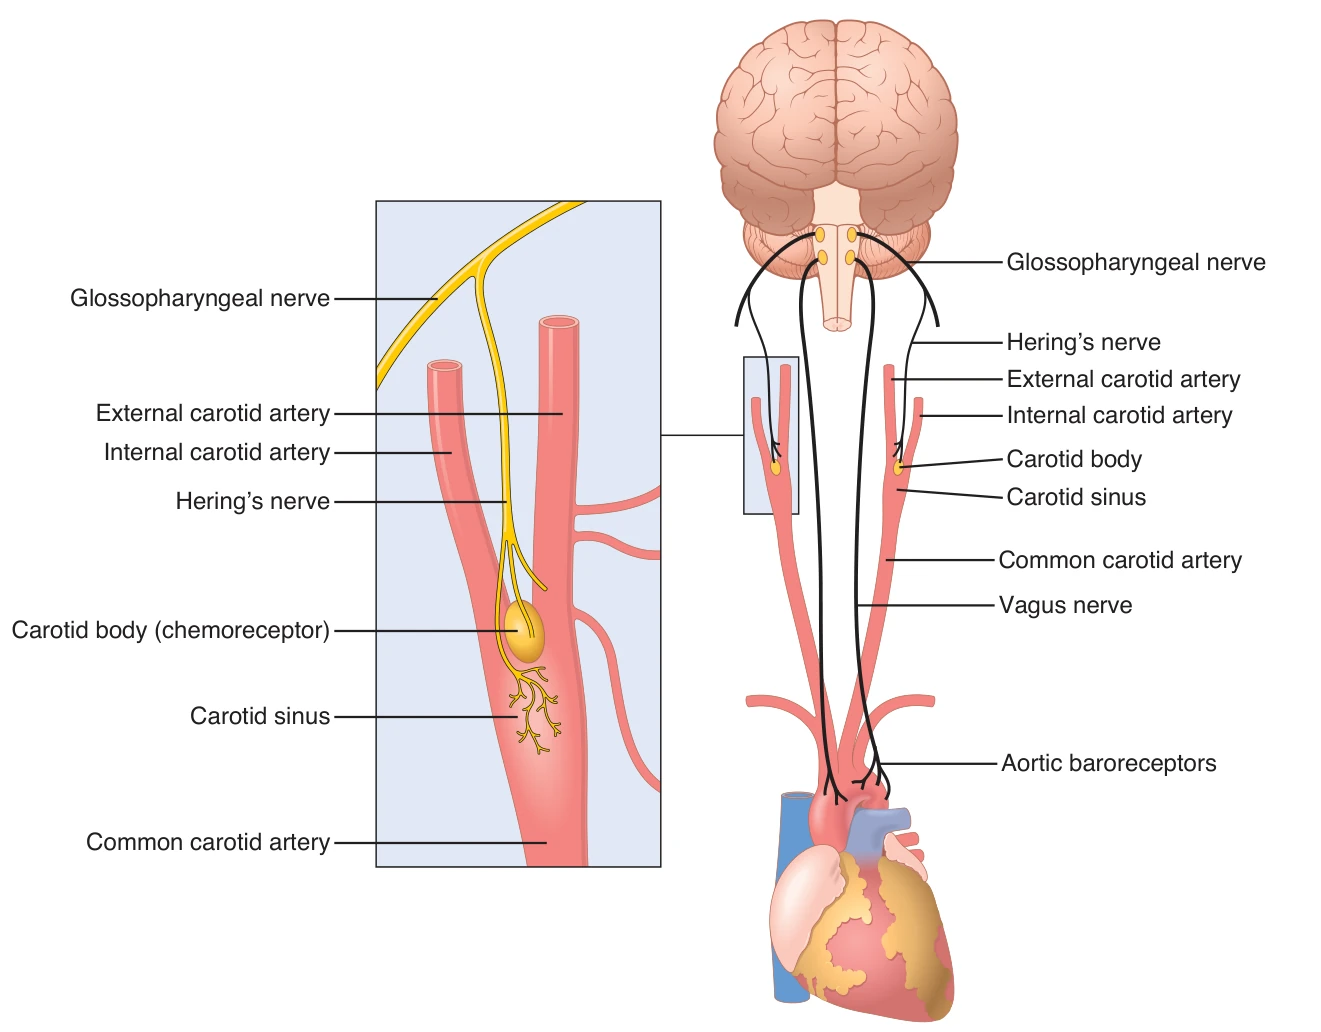 Glossopharyngeal nerve
External carotid artery
Internal carotid artery
Hering’s nerve
Carotid body (chemoreceptor)
Carotid sinus
Common carotid artery
Glossopharyngeal nerve
Hering’s nerve
External carotid artery
Internal carotid artery
Carotid body
Carotid sinus
Common carotid artery
Vagus nerve
Aortic baroreceptors